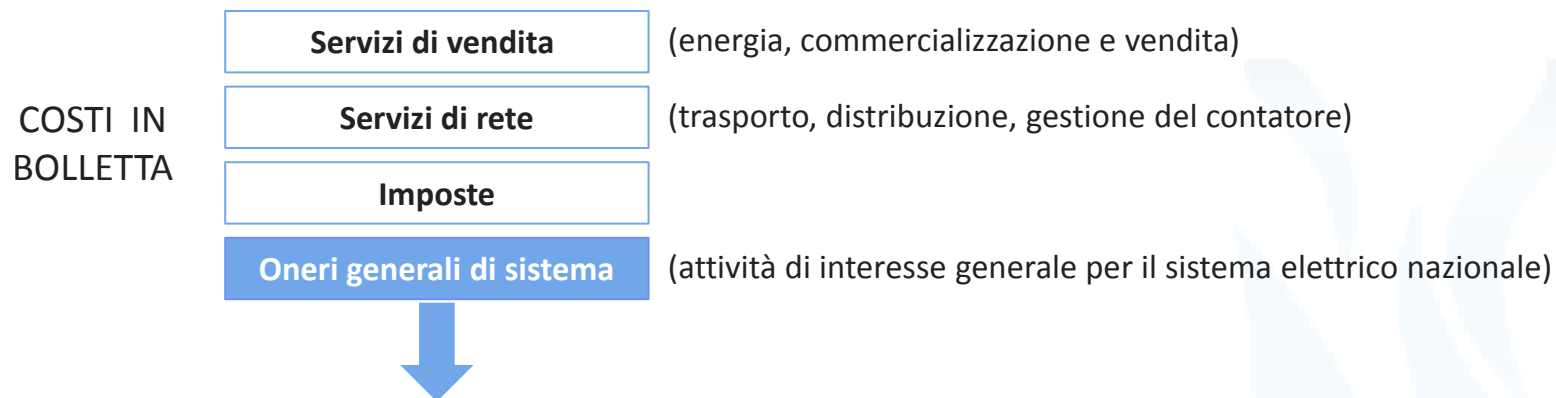 Servizi di vendita (energia, commercializzazione e vendita)
COSTI IN
BOLLETTA
Servizi di rete (trasporto, distribuzione, gestione del contatore)
Imposte
Oneri generali di sistema (attività di interesse generale per il sistema elettrico nazionale)